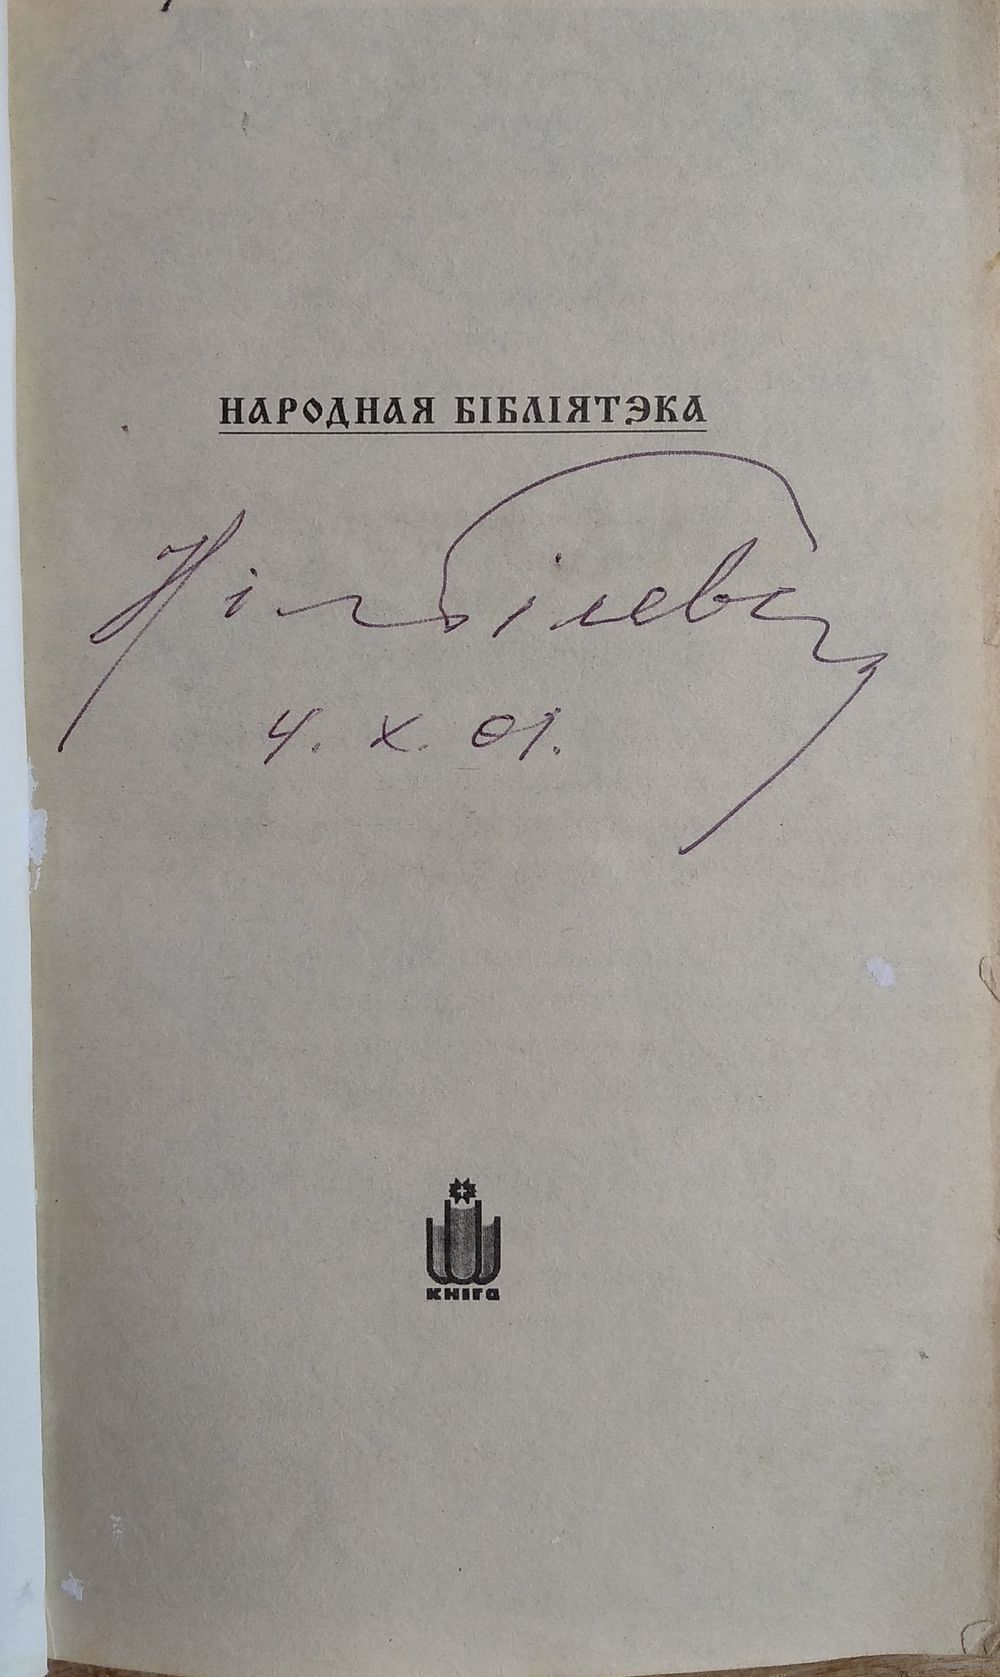 НАРОДНАЯ БІБЛІЯТЭКА
Ніл Гілевіч
4. X. 01.
КНІГА